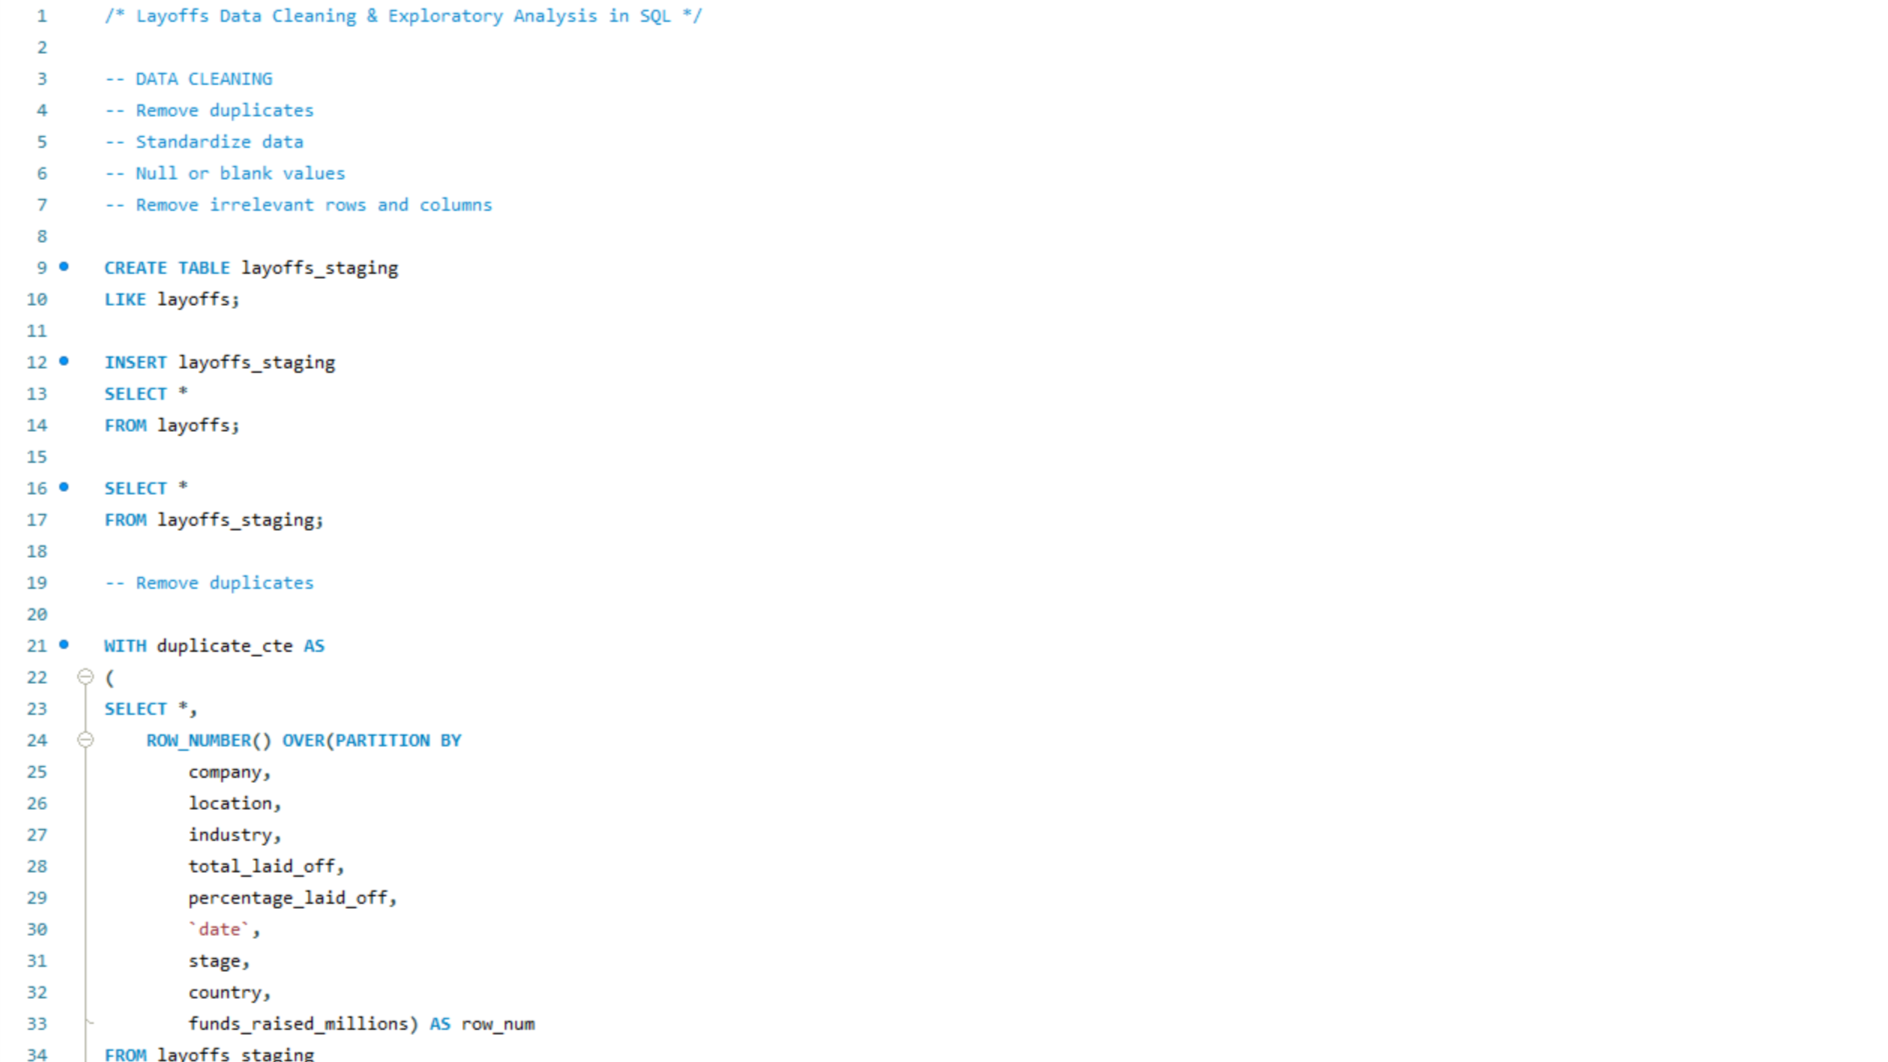 1 /* Layoffs Data Cleaning & Exploratory Analysis in SQL */
2
3 -- DATA CLEANING
4 -- Remove duplicates
5 -- Standardize data
6 -- Null or blank values
7 -- Remove irrelevant rows and columns
8
9 CREATE TABLE layoffs_staging
10 LIKE layoffs;
11
12 INSERT layoffs_staging
13 SELECT *
14 FROM layoffs;
15
16 SELECT *
17 FROM layoffs_staging;
18
19 -- Remove duplicates
20
21 WITH duplicate_cte AS
22 (
23 SELECT *,
24 ROW_NUMBER() OVER(PARTITION BY
25 company,
26 location,
27 industry,
28 total_laid_off,
29 percentage_laid_off,
30 `date`,
31 stage,
32 country,
33 funds_raised_millions) AS row_num
34 FROM layoffs_staging